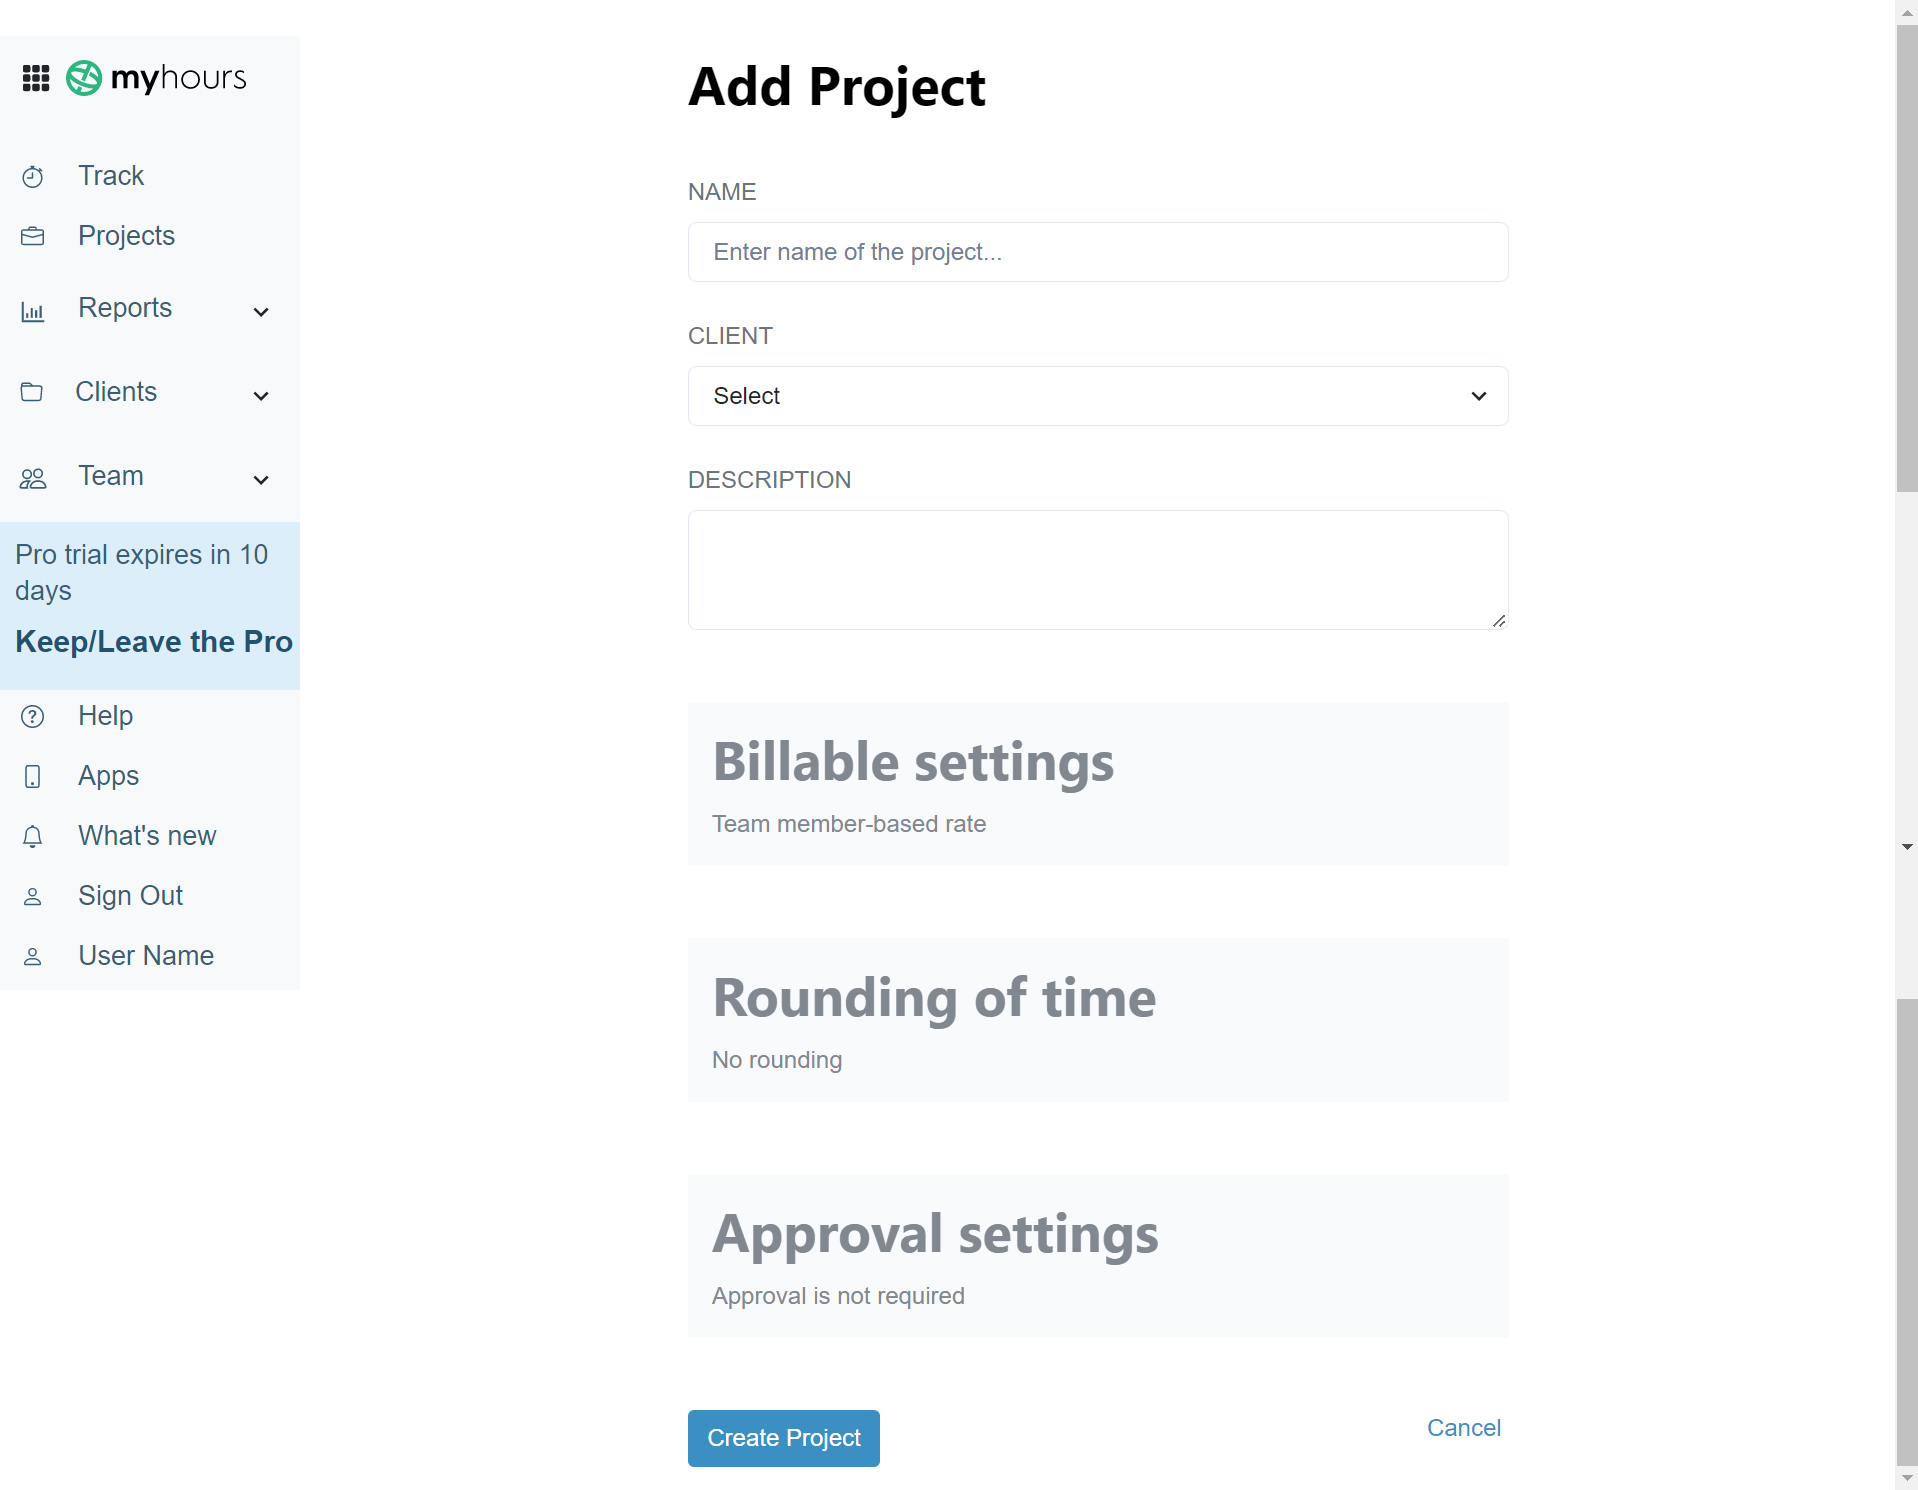 myhours
Track
Projects
Reports
Clients
Team
Pro trial expires in 10
days
Keep/Leave the Pro
Help
Apps
What's new
Sign Out
User Name
Add Project
NAME
Enter name of the project...
CLIENT
Select
DESCRIPTION
Billable settings
Team member-based rate
Rounding of time
No rounding
Approval settings
Approval is not required
Create Project
Cancel